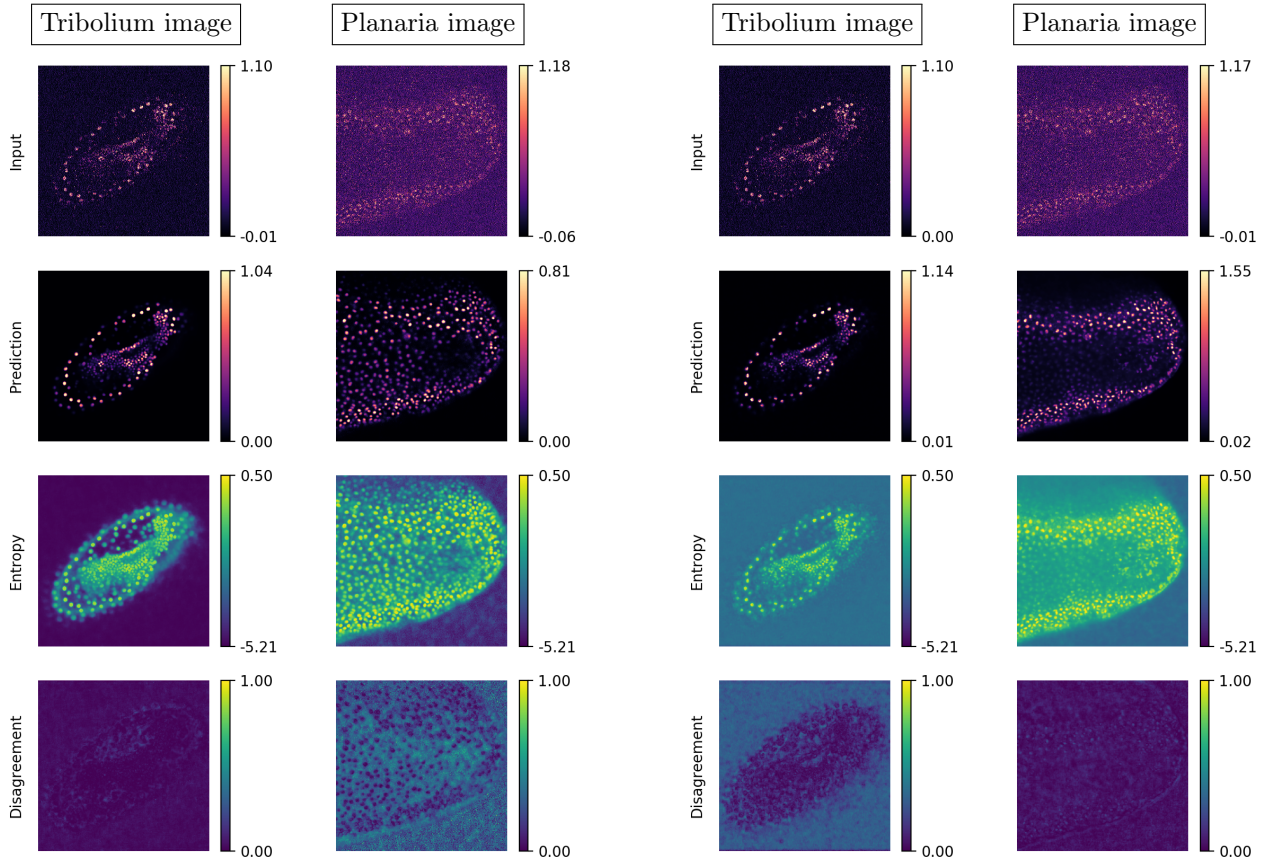 Tribolium image Planaria image Tribolium image Planaria image
Input 1.10 1.18 Input 1.10 1.17
-0.01 -0.06 0.00 -0.01
Prediction 1.04 0.81 Prediction 1.14 1.55
0.00 0.00 0.01 0.02
Entropy 0.50 0.50 Entropy 0.50 0.50
-5.21 -5.21 -5.21 -5.21
Disagreement 1.00 1.00 Disagreement 1.00 1.00
0.00 0.00 0.00 0.00